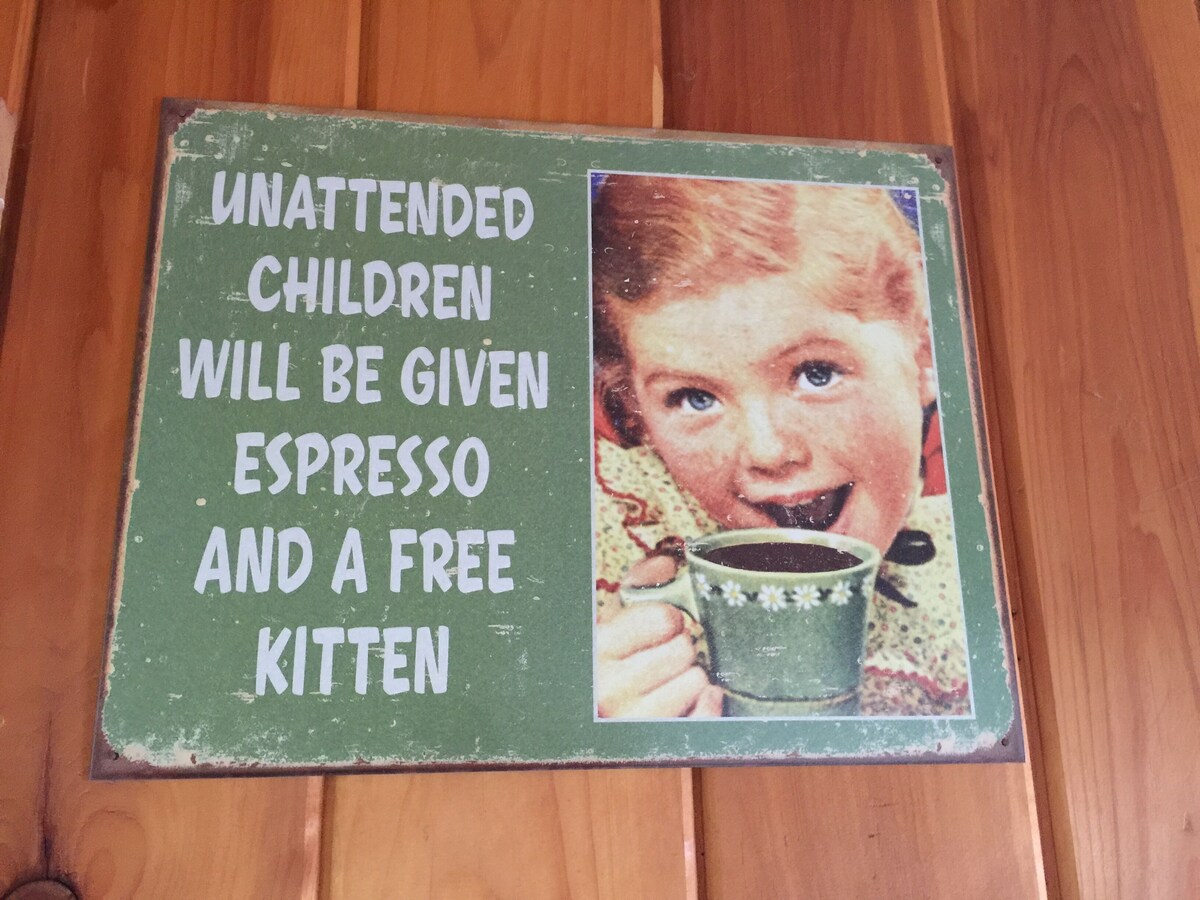 UNATTENDED
CHILDREN
WILL BE GIVEN
ESPRESSO
AND A FREE
KITTEN